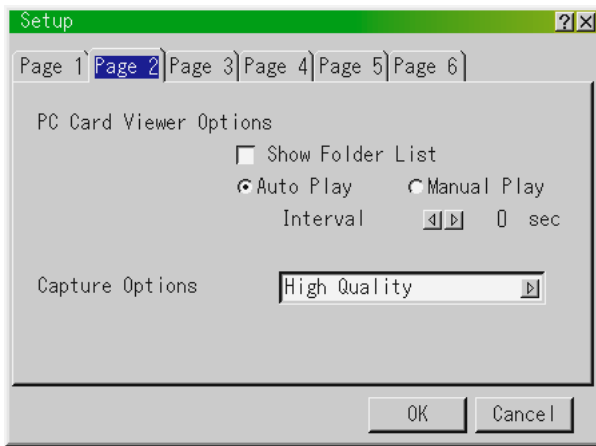 Setup
Page 1 Page 2 Page 3 Page 4 Page 5 Page 6
PC Card Viewer Options
Show Folder List
Auto Play Manual Play
Interval 0 sec
Capture Options High Quality
OK Cancel